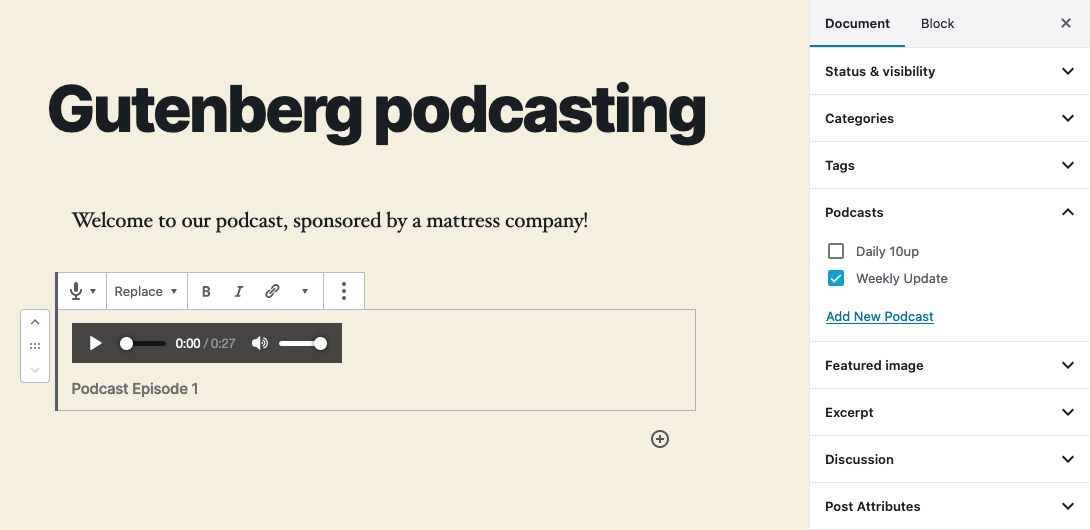 Document Block
Gutenberg podcasting
Welcome to our podcast, sponsored by a mattress company!
Replace B I
0:00 / 0:27
Podcast Episode 1
Status & visibility
Categories
Tags
Podcasts
Daily 10up
Weekly Update
Add New Podcast
Featured image
Excerpt
Discussion
Post Attributes